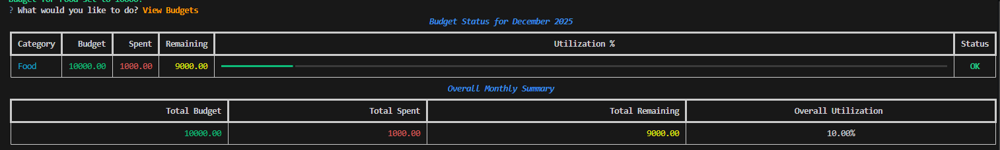 Budget for Food set to 10000.
? What would you like to do? View Budgets
Budget Status for December 2025
Category Budget Spent Remaining Utilization % Status
Food 10000.00 1000.00 9000.00 OK
Overall Monthly Summary
Total Budget Total Spent Total Remaining Overall Utilization
10000.00 1000.00 9000.00 10.00%